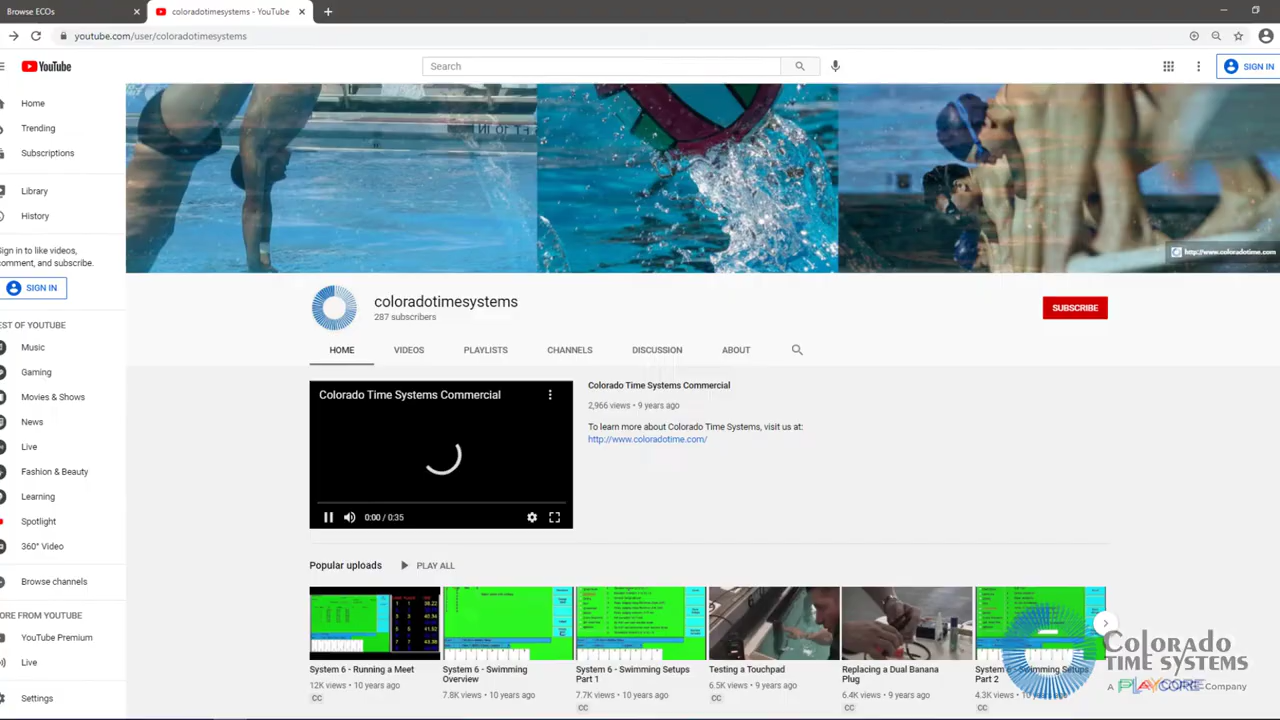 Browse ECOs
coloradotimesystems - YouTube
youtube.com/user/coloradotimesystems
YouTube
Search
SIGN IN
Home
Trending
Subscriptions
Library
History
Sign in to like videos,
comment, and subscribe.
SIGN IN
EST OF YOUTUBE
Music
Gaming
Movies & Shows
News
Live
Fashion & Beauty
Learning
Spotlight
360° Video
Browse channels
ORE FROM YOUTUBE
YouTube Premium
Live
Settings
http://www.coloradotime.com
coloradotimesystems
287 subscribers
SUBSCRIBE
HOME VIDEOS PLAYLISTS CHANNELS DISCUSSION ABOUT
Colorado Time Systems Commercial
0:00 / 0:35
Colorado Time Systems Commercial
2,966 views • 9 years ago
To learn more about Colorado Time Systems, visit us at:
http://www.coloradotime.com/
Popular uploads
PLAY ALL
System 6 - Running a Meet
12K views • 10 years ago
CC
System 6 - Swimming
Overview
7.8K views • 10 years ago
System 6 - Swimming Setups
Part 1
7.7K views • 10 years ago
CC
Testing a Touchpad
6.5K views • 9 years ago
CC
Replacing a Dual Banana
Plug
6.4K views • 9 years ago
CC
System 6 - Swimming Setups
Part 2
4.3K views • 10 years ago
CC
Colorado
TIME SYSTEMS
A PLAYCORE Company